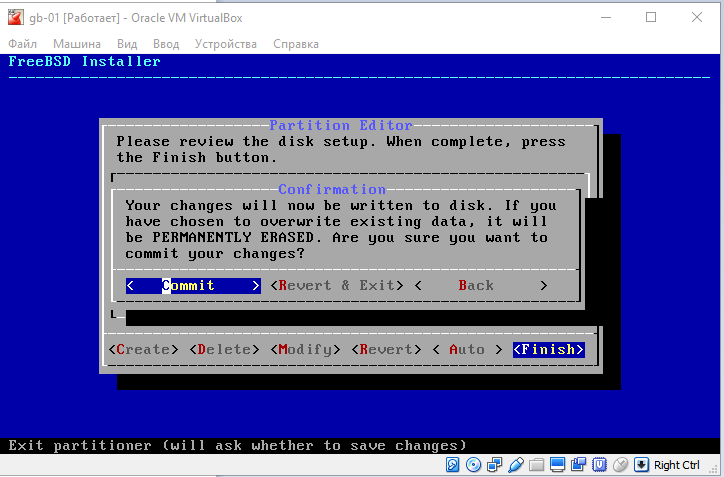 gb-01 [Работает] - Oracle VM VirtualBox
Файл Машина Вид Ввод Устройства Справка
FreeBSD Installer
Partition Editor
Please review the disk setup. When complete, press
the Finish button.
Confirmation
Your changes will now be written to disk. If you
have chosen to overwrite existing data, it will
be PERMANENTLY ERASED. Are you sure you want to
commit your changes?
< Commit > <Revert & Exit> < Back >
<Create> <Delete> <Modify> <Revert> < Auto > <Finish>
Exit partitioner (will ask whether to save changes)
Right Ctrl